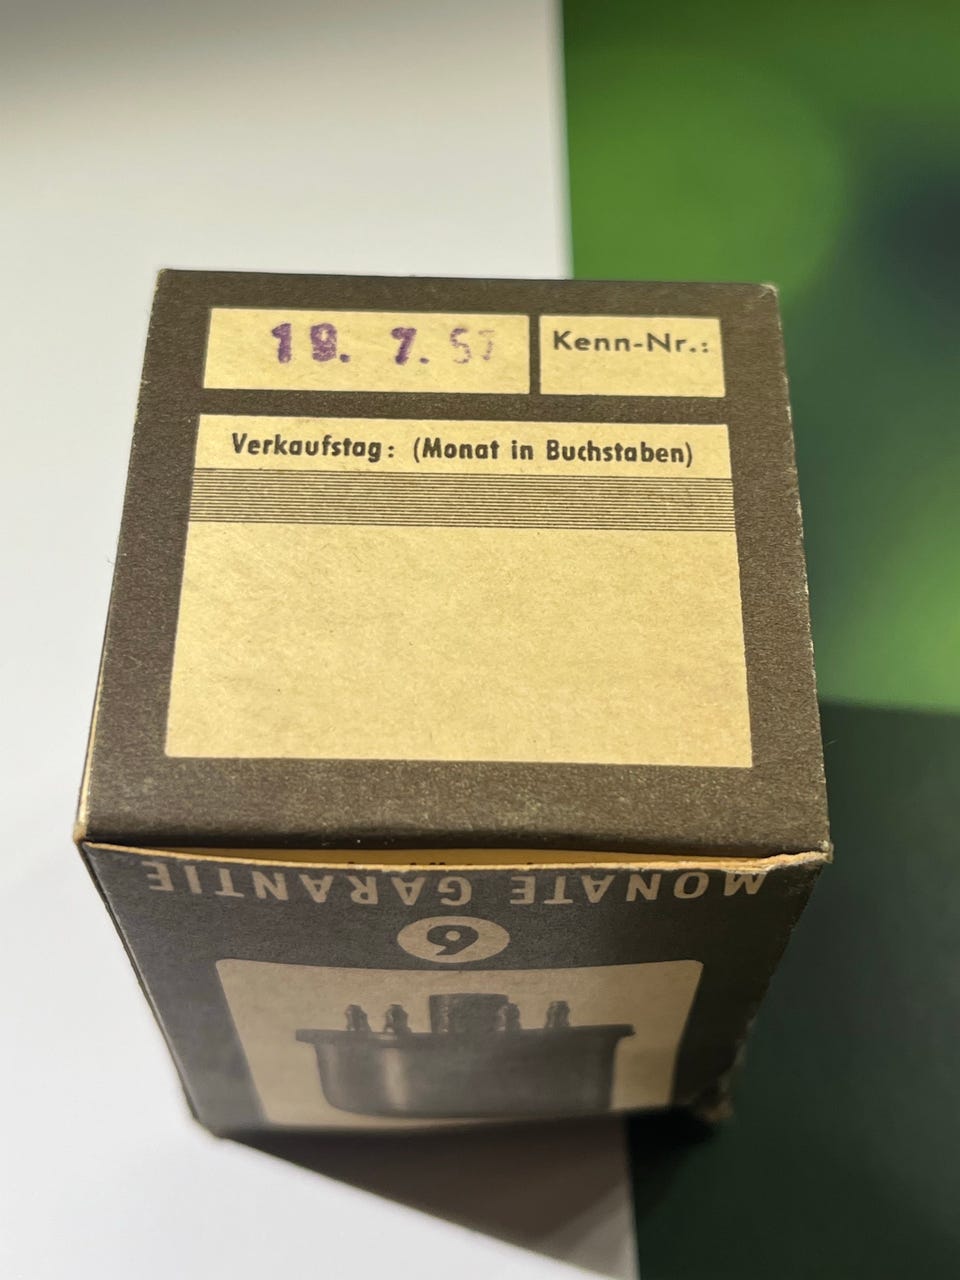 19. 7. 57
Kenn-Nr.:
Verkaufstag: (Monat in Buchstaben)
6
MONATE GARANTIE